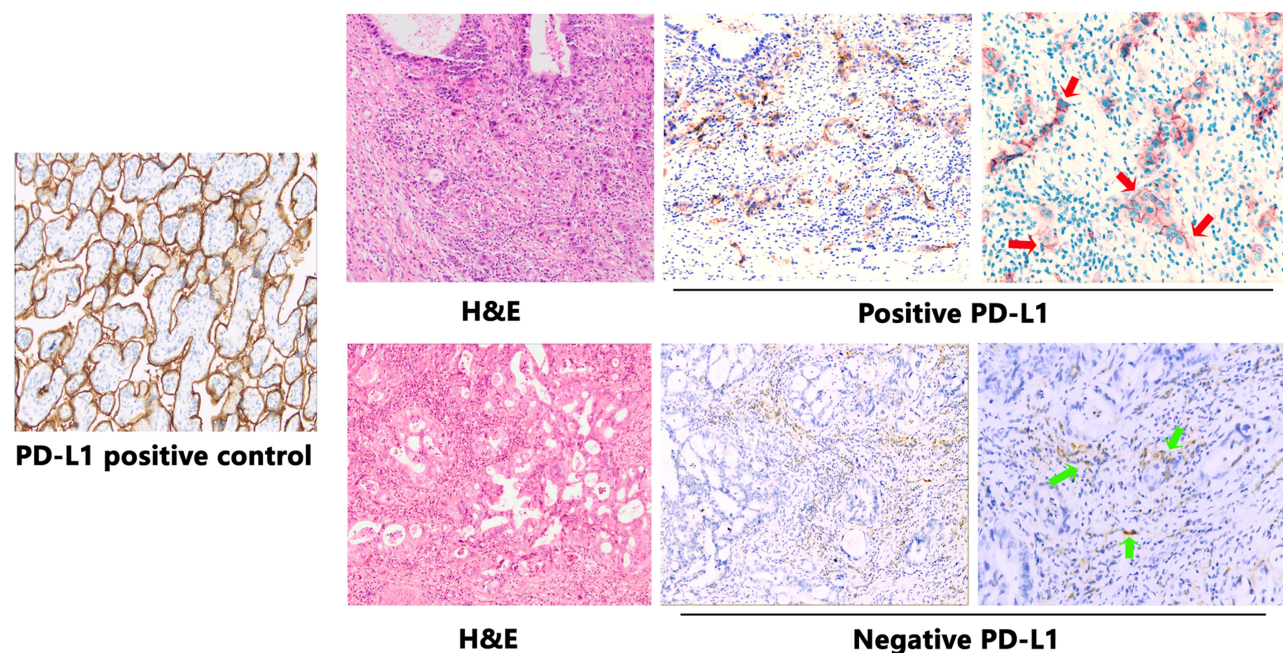 PD-L1 positive control
H&E
Positive PD-L1
H&E
Negative PD-L1